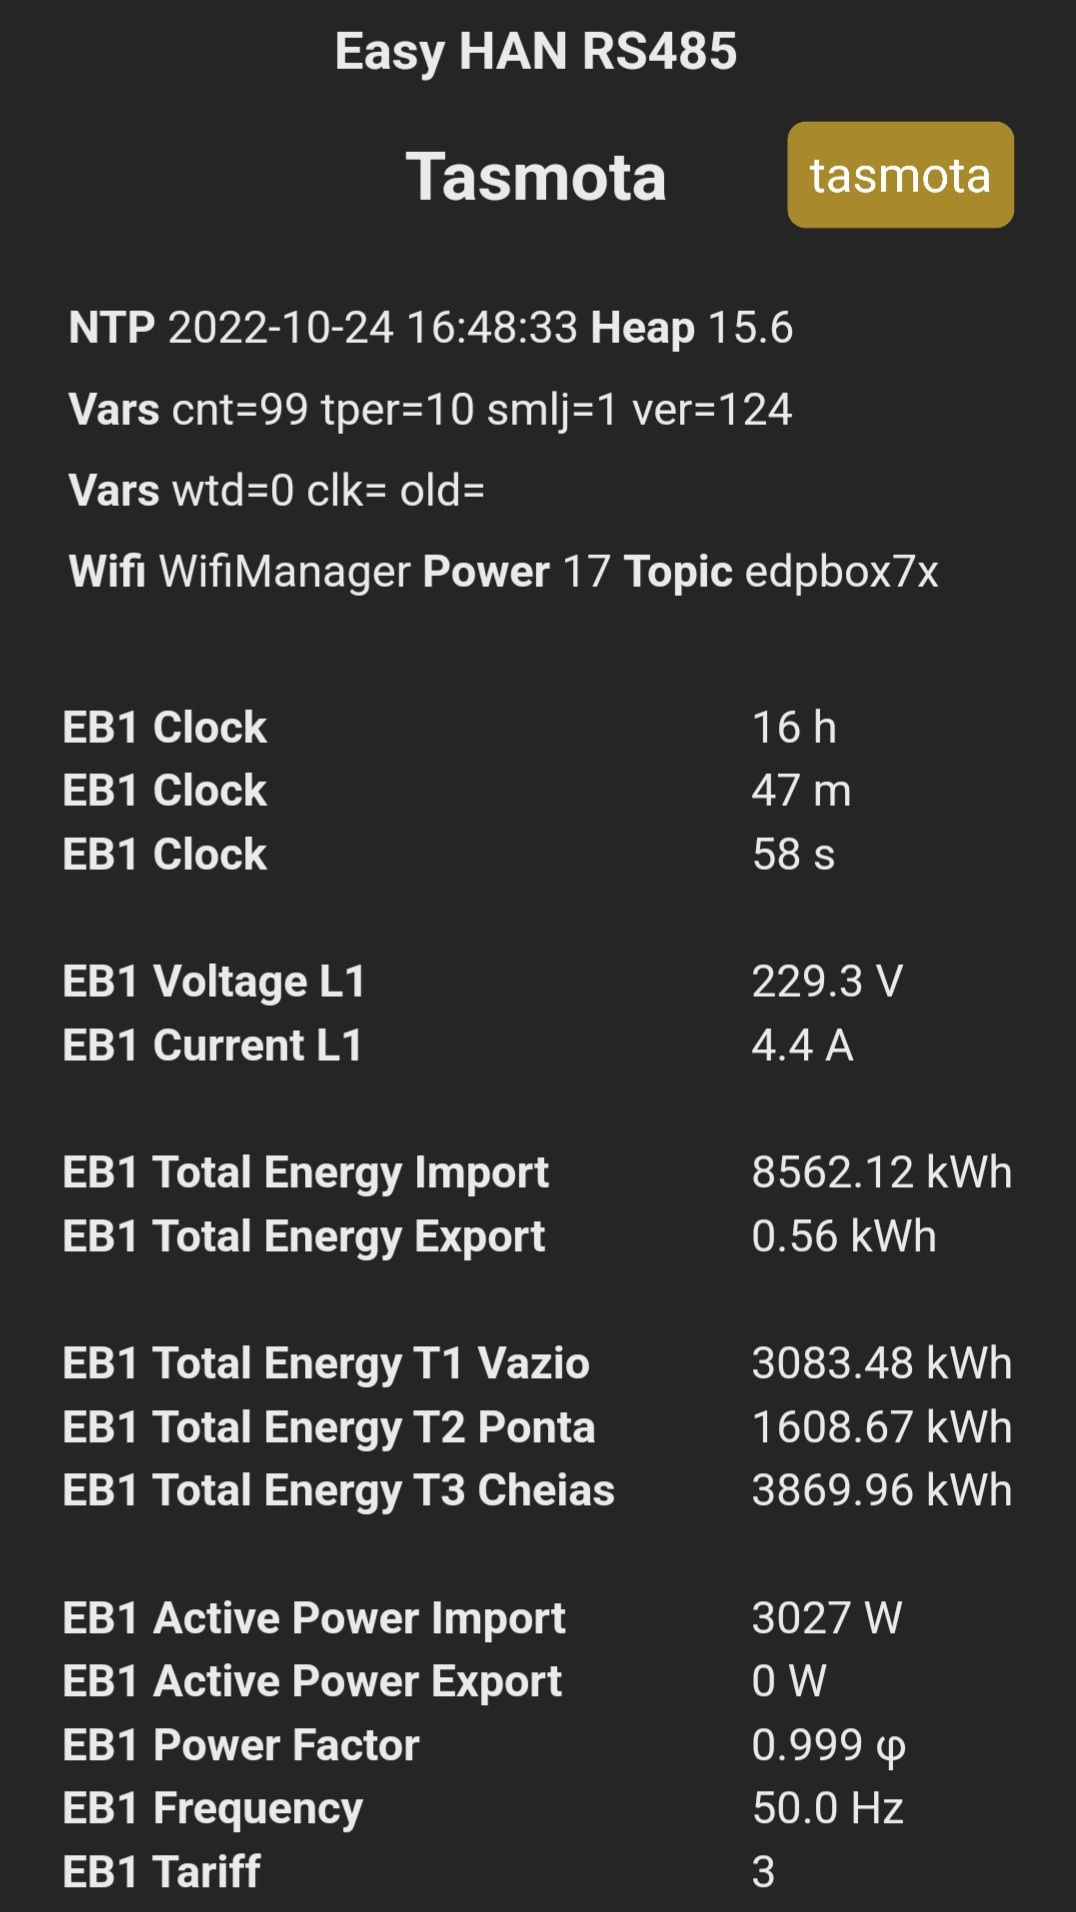 Easy HAN RS485
Tasmota
tasmota
NTP 2022-10-24 16:48:33 Heap 15.6
Vars cnt=99 tper=10 smlj=1 ver=124
Vars wtd=0 clk= old=
Wifi WifiManager Power 17 Topic edpbox7x
EB1 Clock 16 h
EB1 Clock 47 m
EB1 Clock 58 s
EB1 Voltage L1 229.3 V
EB1 Current L1 4.4 A
EB1 Total Energy Import 8562.12 kWh
EB1 Total Energy Export 0.56 kWh
EB1 Total Energy T1 Vazio 3083.48 kWh
EB1 Total Energy T2 Ponta 1608.67 kWh
EB1 Total Energy T3 Cheias 3869.96 kWh
EB1 Active Power Import 3027 W
EB1 Active Power Export 0 W
EB1 Power Factor 0.999 φ
EB1 Frequency 50.0 Hz
EB1 Tariff 3